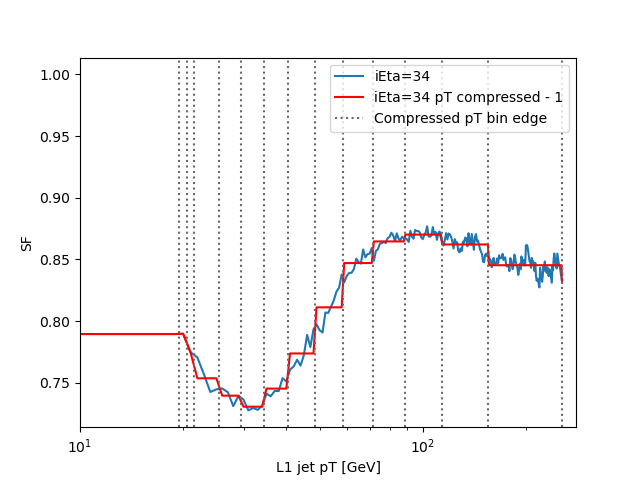 1.00
0.95
0.90
0.85
0.80
0.75
SF
iEta=34
iEta=34 pT compressed - 1
Compressed pT bin edge
10¹
10²
L1 jet pT [GeV]